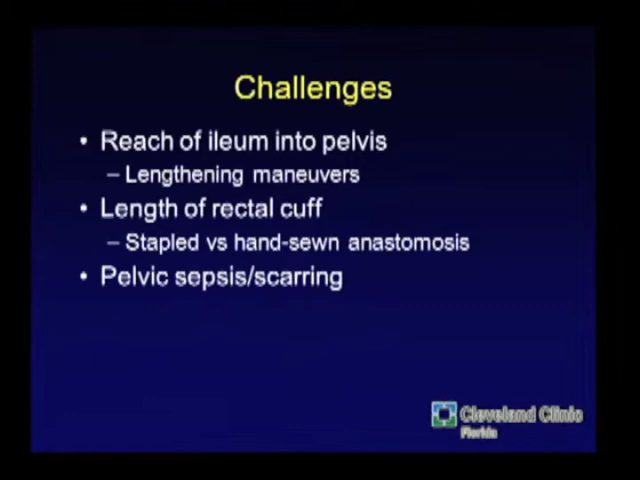 Challenges
• Reach of ileum into pelvis
– Lengthening maneuvers
• Length of rectal cuff
– Stapled vs hand-sewn anastomosis
• Pelvic sepsis/scarring
Cleveland Clinic
Florida